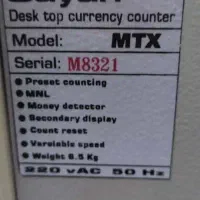 Desk top currency counter
Model: MTX
Serial: M8321
• Preset counting
• MNL
• Money detector
• Secondary display
• Count reset
• Varaiable speed
• Weight 6.5 Kg
220 vAC 50 Hz